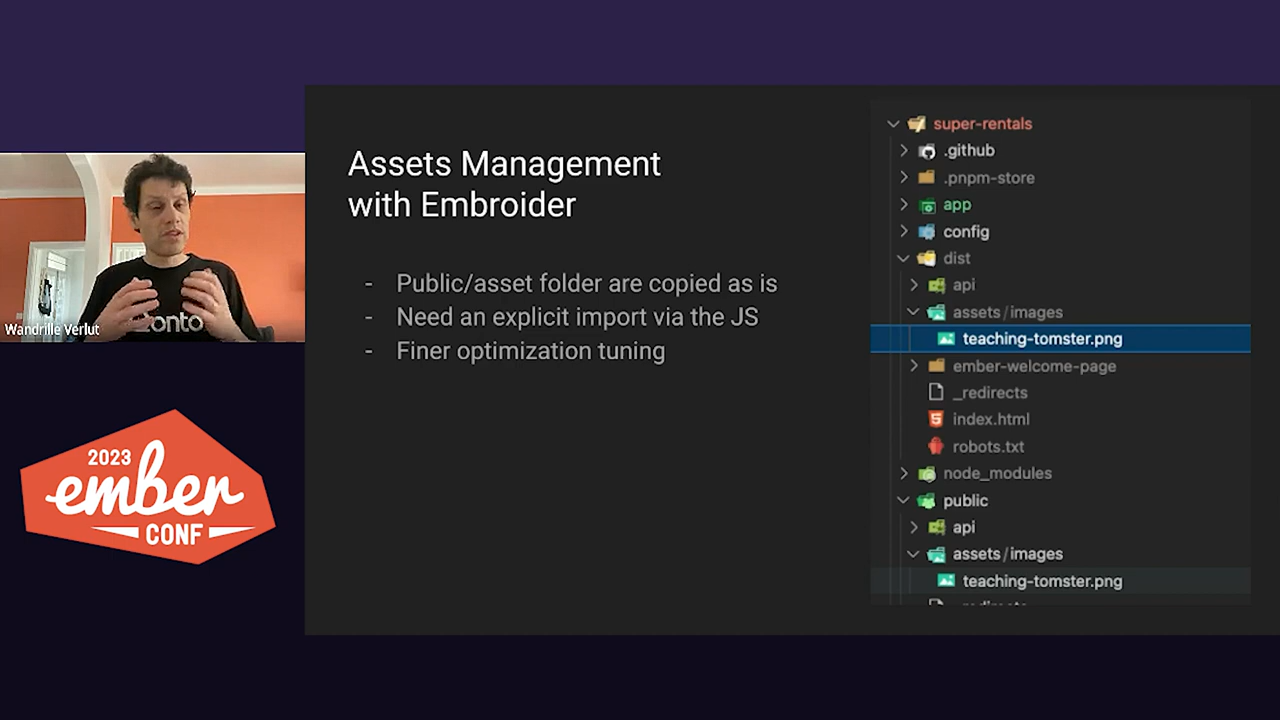 Assets Management
with Embroider
- Public/asset folder are copied as is
- Need an explicit import via the JS
- Finer optimization tuning
super-rentals
.github
.pnpm-store
app
config
dist
api
assets/images
teaching-tomster.png
ember-welcome-page
_redirects
index.html
robots.txt
node_modules
public
api
assets/images
teaching-tomster.png
_redirects
Wandrille Verlut
2023
ember
CONF